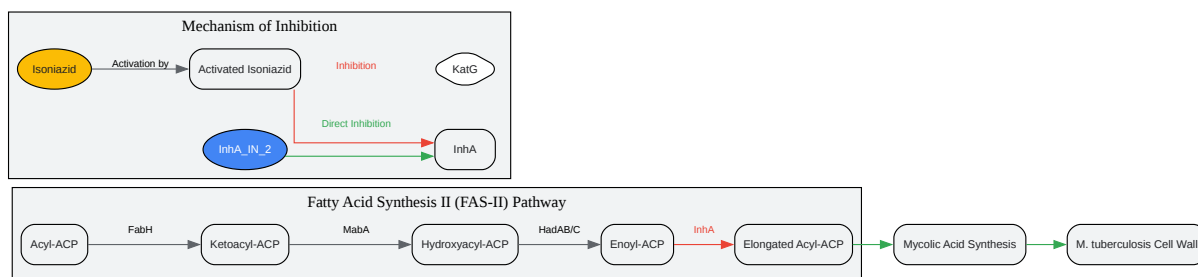 Mechanism of Inhibition
Isoniazid
Activation by
Activated Isoniazid
Inhibition
KatG
Direct Inhibition
InhA_IN_2
InhA
Fatty Acid Synthesis II (FAS-II) Pathway
Acyl-ACP
FabH
Ketoacyl-ACP
MabA
Hydroxyacyl-ACP
HadAB/C
Enoyl-ACP
InhA
Elongated Acyl-ACP
Mycolic Acid Synthesis
M. tuberculosis Cell Wall